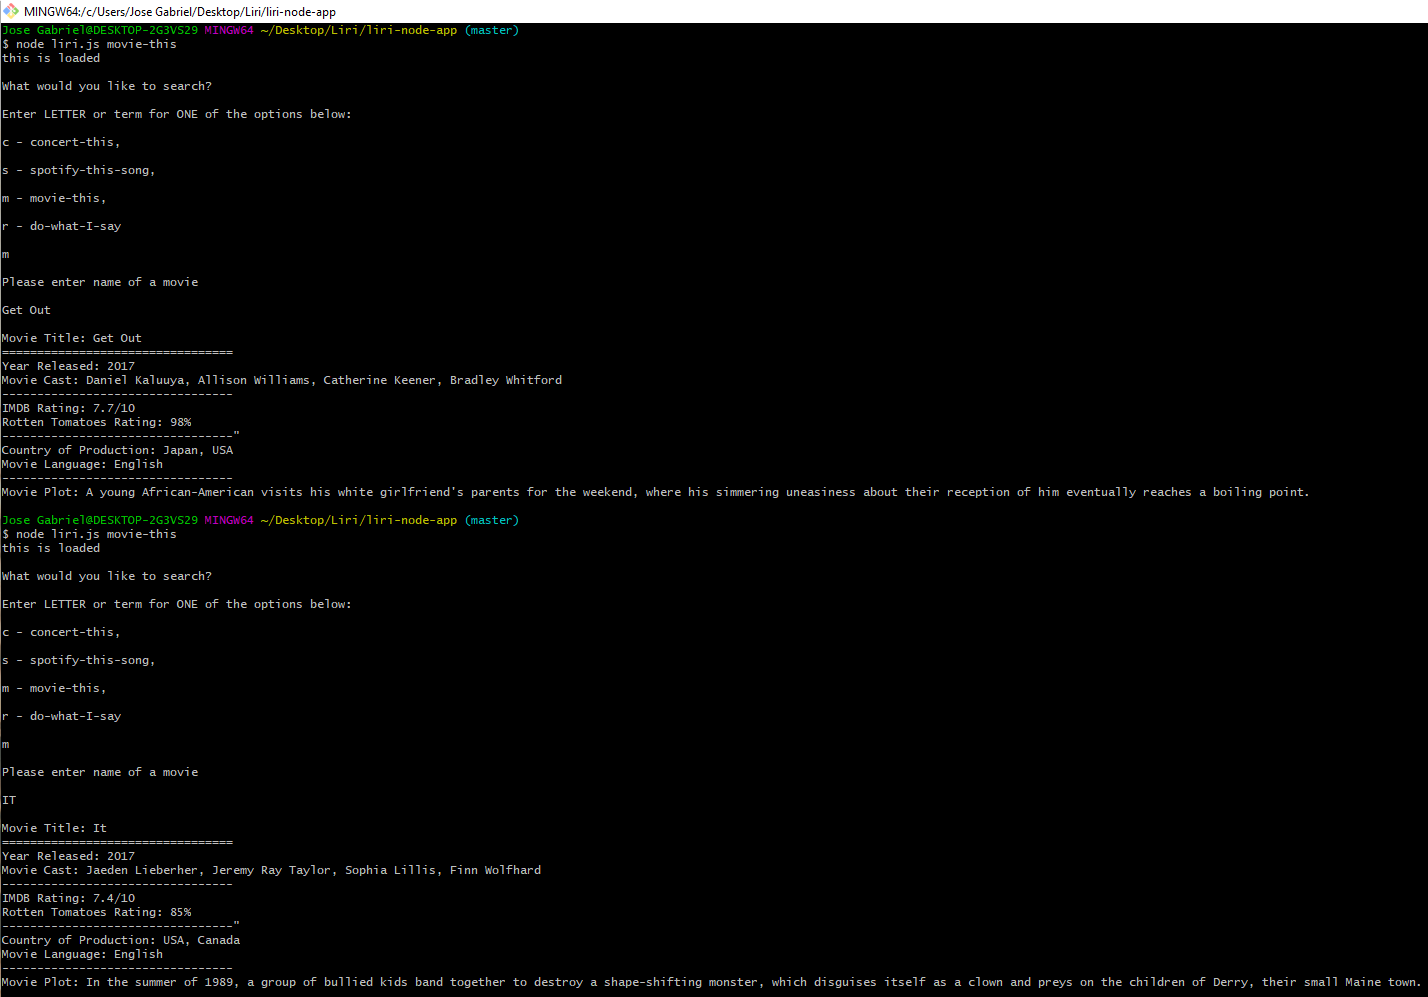 MINGW64:/c/Users/Jose Gabriel/Desktop/Liri/liri-node-app
Jose Gabriel@DESKTOP-2G3VS29 MINGW64 ~/Desktop/Liri/liri-node-app (master)
$ node liri.js movie-this
this is loaded
What would you like to search?
Enter LETTER or term for ONE of the options below:
c - concert-this,
s - spotify-this-song,
m - movie-this,
r - do-what-I-say
m
Please enter name of a movie
Get Out
Movie Title: Get Out
=================================
Year Released: 2017
Movie Cast: Daniel Kaluuya, Allison Williams, Catherine Keener, Bradley Whitford
---------------------------------
IMDB Rating: 7.7/10
Rotten Tomatoes Rating: 98%
---------------------------------"
Country of Production: Japan, USA
Movie Language: English
---------------------------------
Movie Plot: A young African-American visits his white girlfriend's parents for the weekend, where his simmering uneasiness about their reception of him eventually reaches a boiling point.
Jose Gabriel@DESKTOP-2G3VS29 MINGW64 ~/Desktop/Liri/liri-node-app (master)
$ node liri.js movie-this
this is loaded
What would you like to search?
Enter LETTER or term for ONE of the options below:
c - concert-this,
s - spotify-this-song,
m - movie-this,
r - do-what-I-say
m
Please enter name of a movie
IT
Movie Title: It
=================================
Year Released: 2017
Movie Cast: Jaeden Lieberher, Jeremy Ray Taylor, Sophia Lillis, Finn Wolfhard
---------------------------------
IMDB Rating: 7.4/10
Rotten Tomatoes Rating: 85%
---------------------------------"
Country of Production: USA, Canada
Movie Language: English
---------------------------------
Movie Plot: In the summer of 1989, a group of bullied kids band together to destroy a shape-shifting monster, which disguises itself as a clown and preys on the children of Derry, their small Maine town.